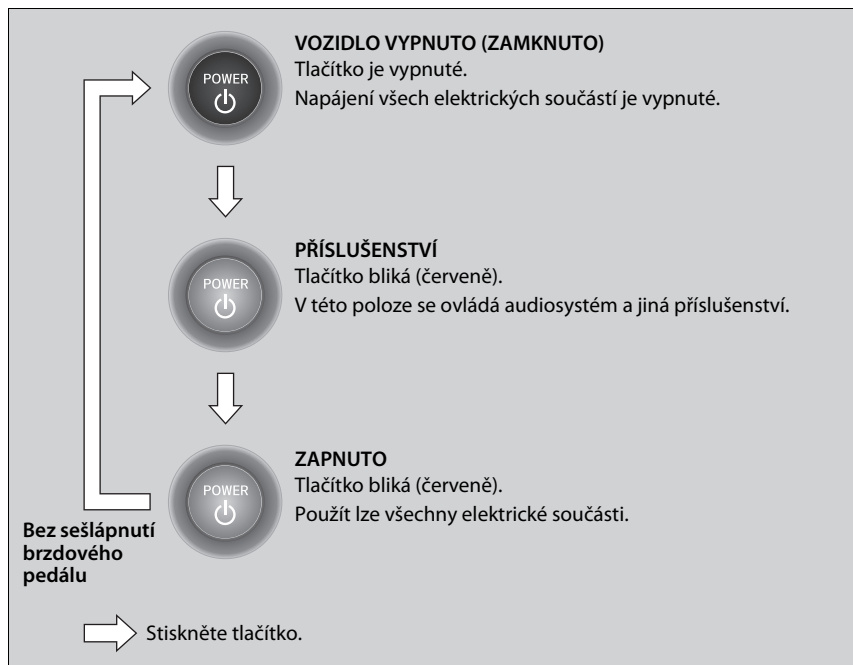 POWER
VOZIDLO VYPNUTO (ZAMKNUTO)
Tlačítko je vypnuté.
Napájení všech elektrických součástí je vypnuté.
POWER
PŘÍSLUŠENSTVÍ
Tlačítko bliká (červeně).
V této poloze se ovládá audiosystém a jiná příslušenství.
POWER
ZAPNUTO
Tlačítko bliká (červeně).
Použít lze všechny elektrické součásti.
Bez sešlápnutí
brzdového
pedálu
Stiskněte tlačítko.